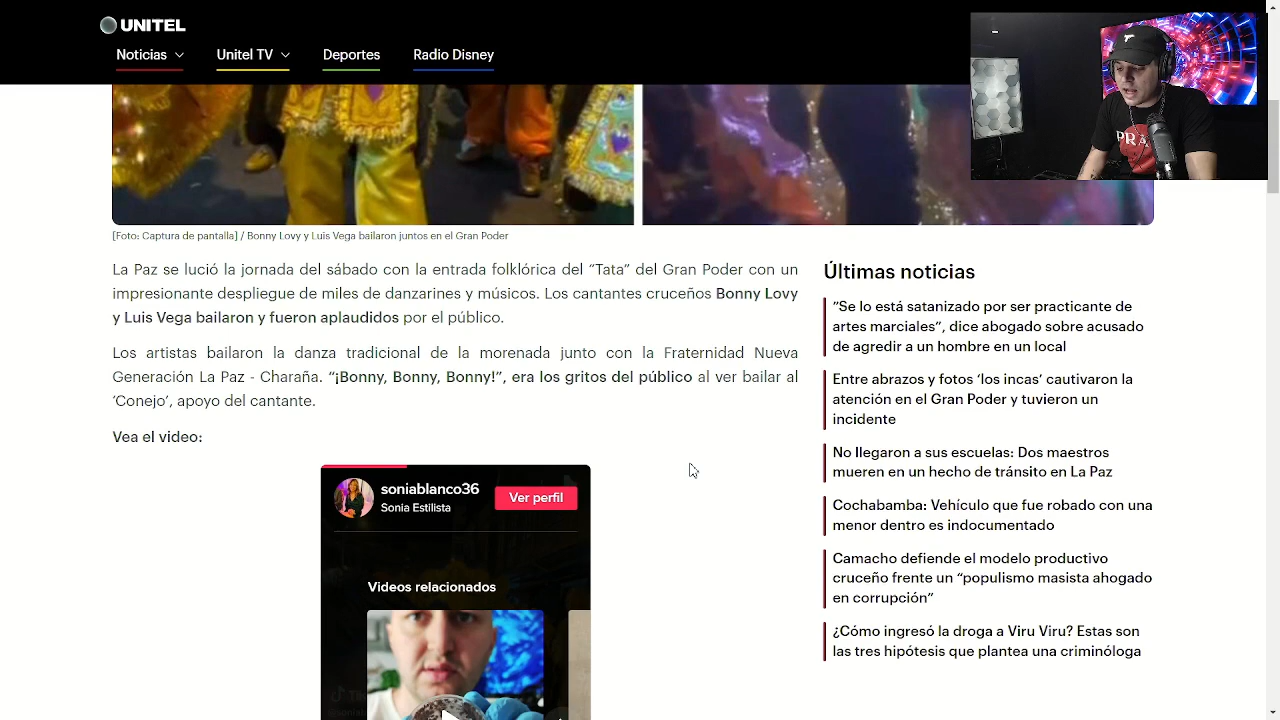 UNITEL
Noticias
Unitel TV
Deportes
Radio Disney
[Foto: Captura de pantalla] / Bonny Lovy y Luis Vega bailaron juntos en el Gran Poder
La Paz se lució la jornada del sábado con la entrada folklórica del “Tata” del Gran Poder con un
impresionante despliegue de miles de danzarines y músicos. Los cantantes cruceños Bonny Lovy
y Luis Vega bailaron y fueron aplaudidos por el público.
Los artistas bailaron la danza tradicional de la morenada junto con la Fraternidad Nueva
Generación La Paz - Charaña. “¡Bonny, Bonny, Bonny!”, era los gritos del público al ver bailar al
‘Conejo’, apoyo del cantante.
Vea el video:
soniablanco36
Sonia Estilista
Ver perfil
Videos relacionados
Últimas noticias
”Se lo está satanizado por ser practicante de
artes marciales”, dice abogado sobre acusado
de agredir a un hombre en un local
Entre abrazos y fotos ‘los incas’ cautivaron la
atención en el Gran Poder y tuvieron un
incidente
No llegaron a sus escuelas: Dos maestros
mueren en un hecho de tránsito en La Paz
Cochabamba: Vehículo que fue robado con una
menor dentro es indocumentado
Camacho defiende el modelo productivo
cruceño frente un “populismo masista ahogado
en corrupción”
¿Cómo ingresó la droga a Viru Viru? Estas son
las tres hipótesis que plantea una criminóloga